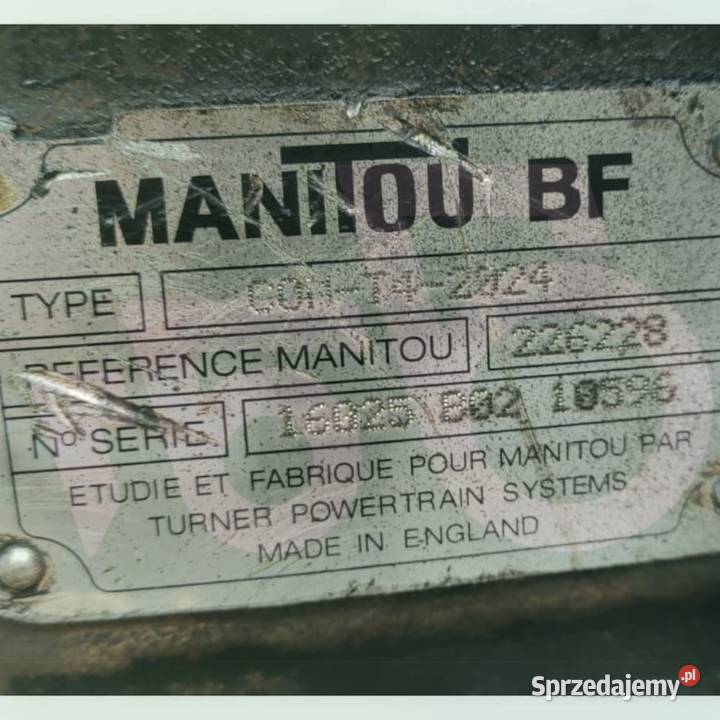 MANITOU BF
TYPE COM-T4-2024
REFERENCE MANITOU 226228
Nº SERIE 16025 B02 10596
ETUDIE ET FABRIQUE POUR MANITOU PAR
TURNER POWERTRAIN SYSTEMS
MADE IN ENGLAND
Sprzedajemy.pl